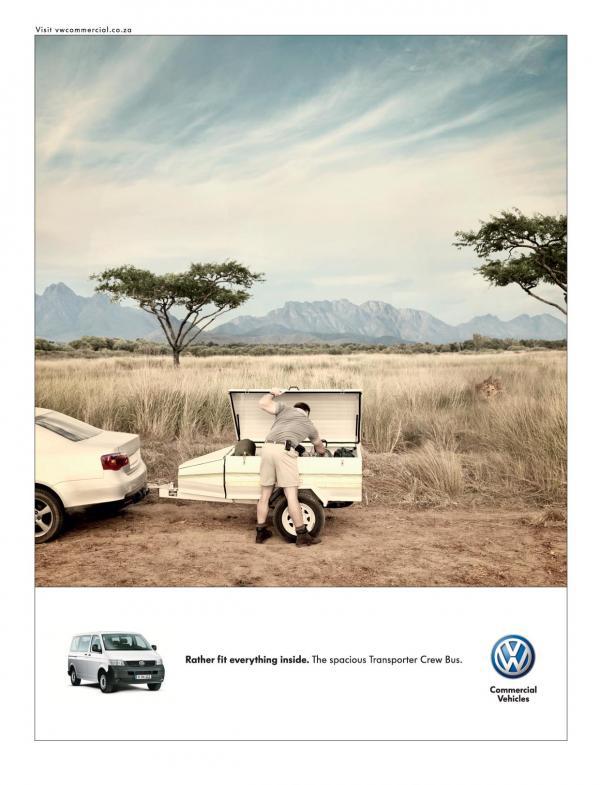 Visit vwcommercial.co.za
Rather fit everything inside. The spacious Transporter Crew Bus.
Commercial
Vehicles